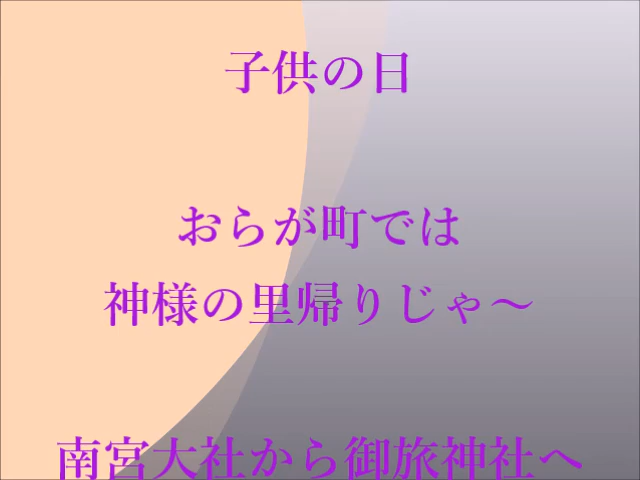 子供の日
おらが町では
神様の里帰りじゃ～
南宮大社から御旅神社へ